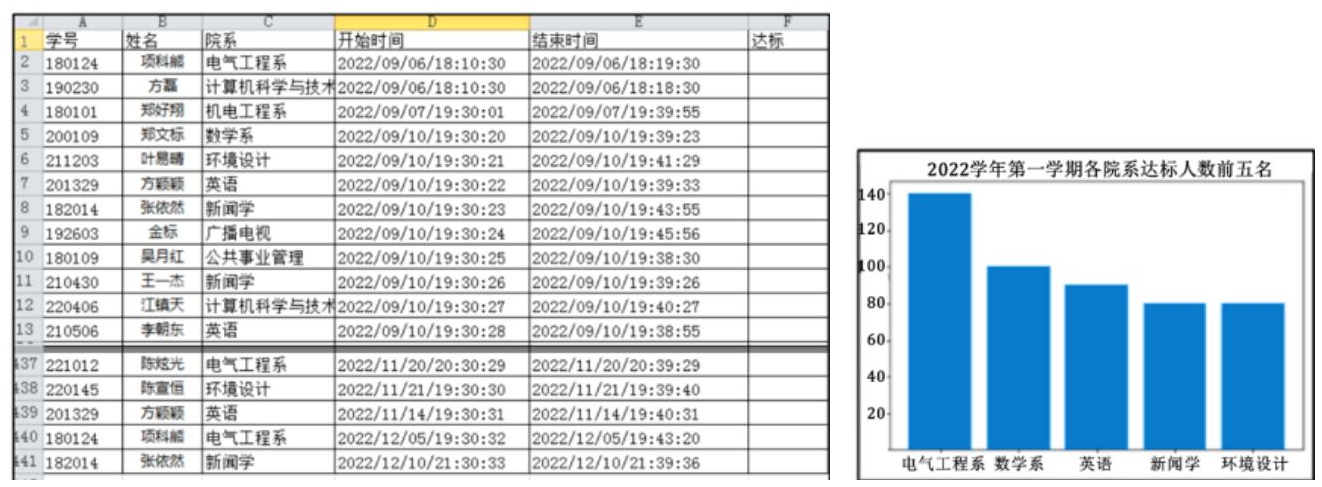 A B C D E F
1 学号 姓名 院系 开始时间 结束时间 达标
2 180124 项科能 电气工程系 2022/09/06/18:10:30 2022/09/06/18:19:30
3 190230 方磊 计算机科学与技术 2022/09/06/18:10:30 2022/09/06/18:18:30
4 180101 郑好翔 机电工程系 2022/09/07/19:30:01 2022/09/07/19:39:55
5 200109 郑文标 数学系 2022/09/10/19:30:20 2022/09/10/19:39:23
6 211203 叶易晴 环境设计 2022/09/10/19:30:21 2022/09/10/19:41:29
7 201329 方颖颖 英语 2022/09/10/19:30:22 2022/09/10/19:39:33
8 182014 张依然 新闻学 2022/09/10/19:30:23 2022/09/10/19:43:55
9 192603 金标 广播电视 2022/09/10/19:30:24 2022/09/10/19:45:56
10 180109 吴月红 公共事业管理 2022/09/10/19:30:25 2022/09/10/19:38:30
11 210430 王一杰 新闻学 2022/09/10/19:30:26 2022/09/10/19:39:26
12 220406 江镇天 计算机科学与技术 2022/09/10/19:30:27 2022/09/10/19:40:27
13 210506 李朝东 英语 2022/09/10/19:30:28 2022/09/10/19:38:55
437 221012 陈炫光 电气工程系 2022/11/20/20:30:29 2022/11/20/20:39:29
438 220145 陈宣恒 环境设计 2022/11/21/19:30:30 2022/11/21/19:39:40
439 201329 方颖颖 英语 2022/11/14/19:30:31 2022/11/14/19:40:31
440 180124 项科能 电气工程系 2022/12/05/19:30:32 2022/12/05/19:43:20
441 182014 张依然 新闻学 2022/12/10/21:30:33 2022/12/10/21:39:36
2022学年第一学期各院系达标人数前五名
140
120
100
80
60
40
20
电气工程系 数学系 英语 新闻学 环境设计